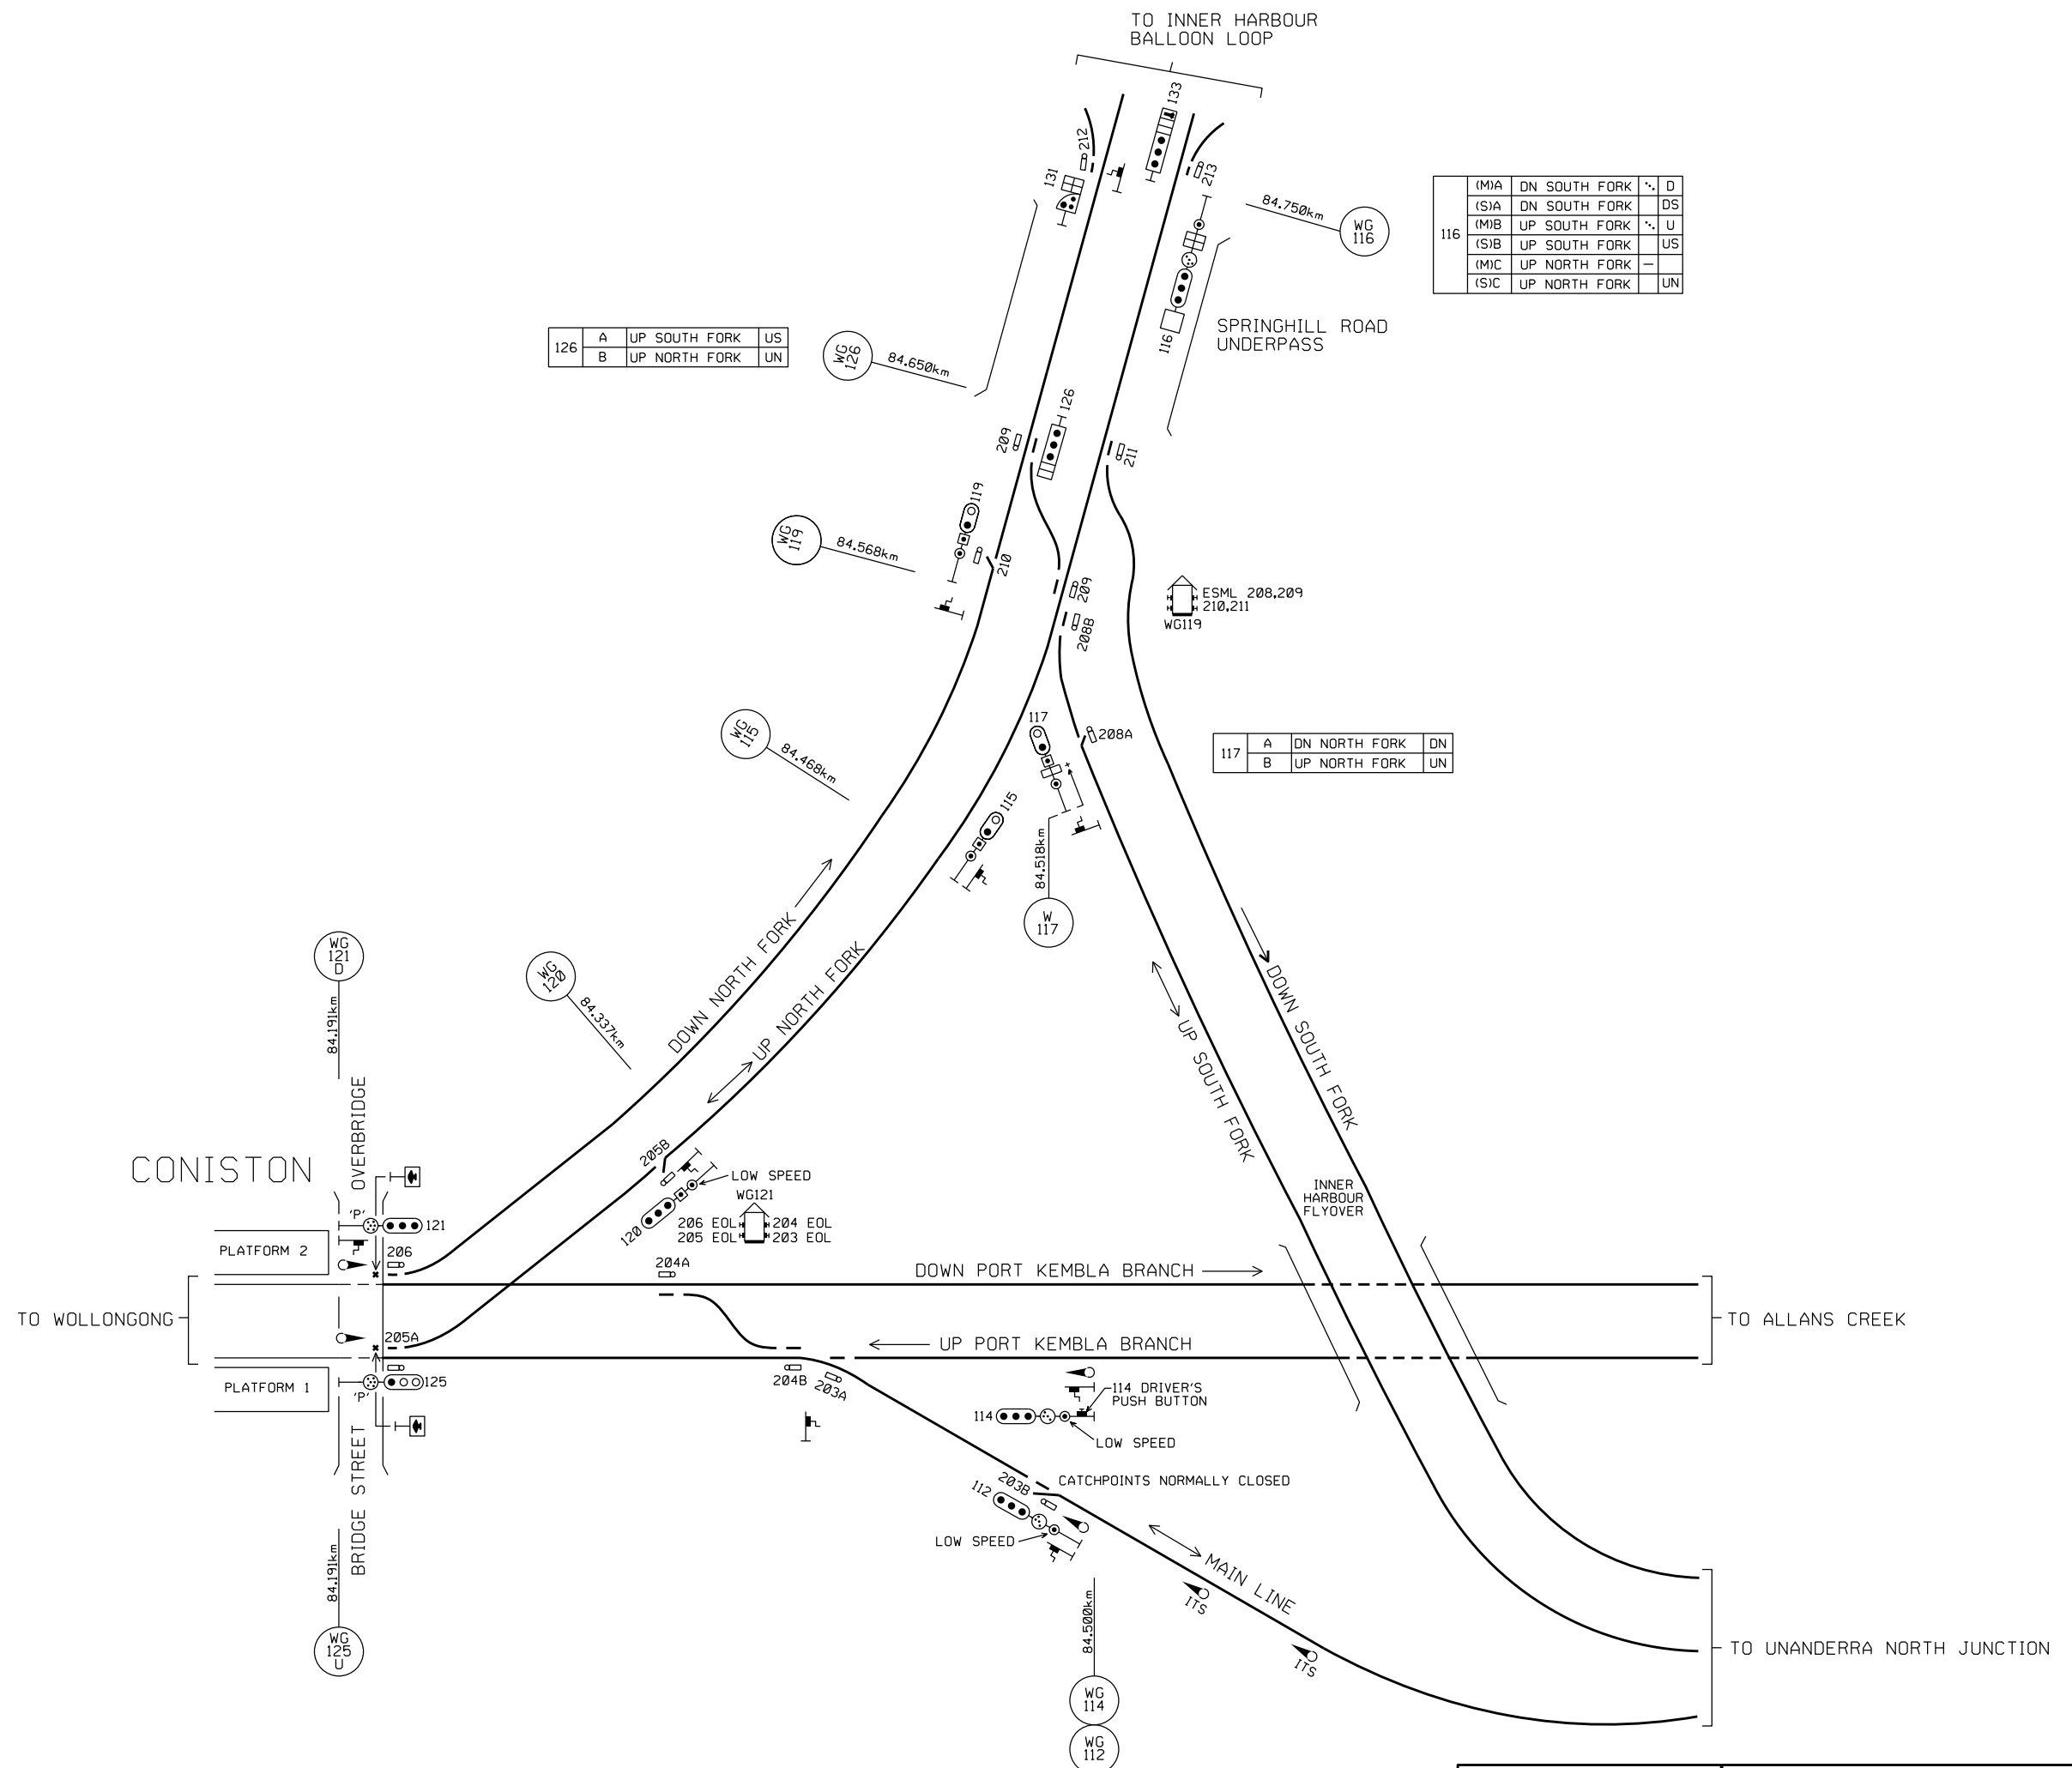 TO INNER HARBOUR
BALLOON LOOP
133
212
131
213
84.750km
WG
116
116
(M)A DN SOUTH FORK D
(S)A DN SOUTH FORK DS
(M)B UP SOUTH FORK U
(S)B UP SOUTH FORK US
(M)C UP NORTH FORK —
(S)C UP NORTH FORK UN
SPRINGHILL ROAD
UNDERPASS
116
126
A UP SOUTH FORK US
B UP NORTH FORK UN
WG
126
84.650km
126
209
211
119
WG
119
84.568km
210
209
208B
ESML 208,209
210,211
WG119
117
208A
117
A DN NORTH FORK DN
B UP NORTH FORK UN
WG
115
84.468km
115
84.518km
W
117
DOWN NORTH FORK
UP NORTH FORK
DOWN SOUTH FORK
UP SOUTH FORK
WG
121
D
84.191km
WG
120
84.337km
OVERBRIDGE
CONISTON
205B
LOW SPEED
WG121
206 EOL 204 EOL
205 EOL 203 EOL
120
INNER
HARBOUR
FLYOVER
'P'
121
PLATFORM 2
206
204A
DOWN PORT KEMBLA BRANCH
TO WOLLONGONG
TO ALLANS CREEK
205A
UP PORT KEMBLA BRANCH
PLATFORM 1
'P'
125
204B
203A
114 DRIVER'S
PUSH BUTTON
114
LOW SPEED
BRIDGE STREET
203B
CATCHPOINTS NORMALLY CLOSED
112
LOW SPEED
MAIN LINE
ITS
ITS
84.191km
WG
125
U
84.500km
TO UNANDERRA NORTH JUNCTION
WG
114
WG
112